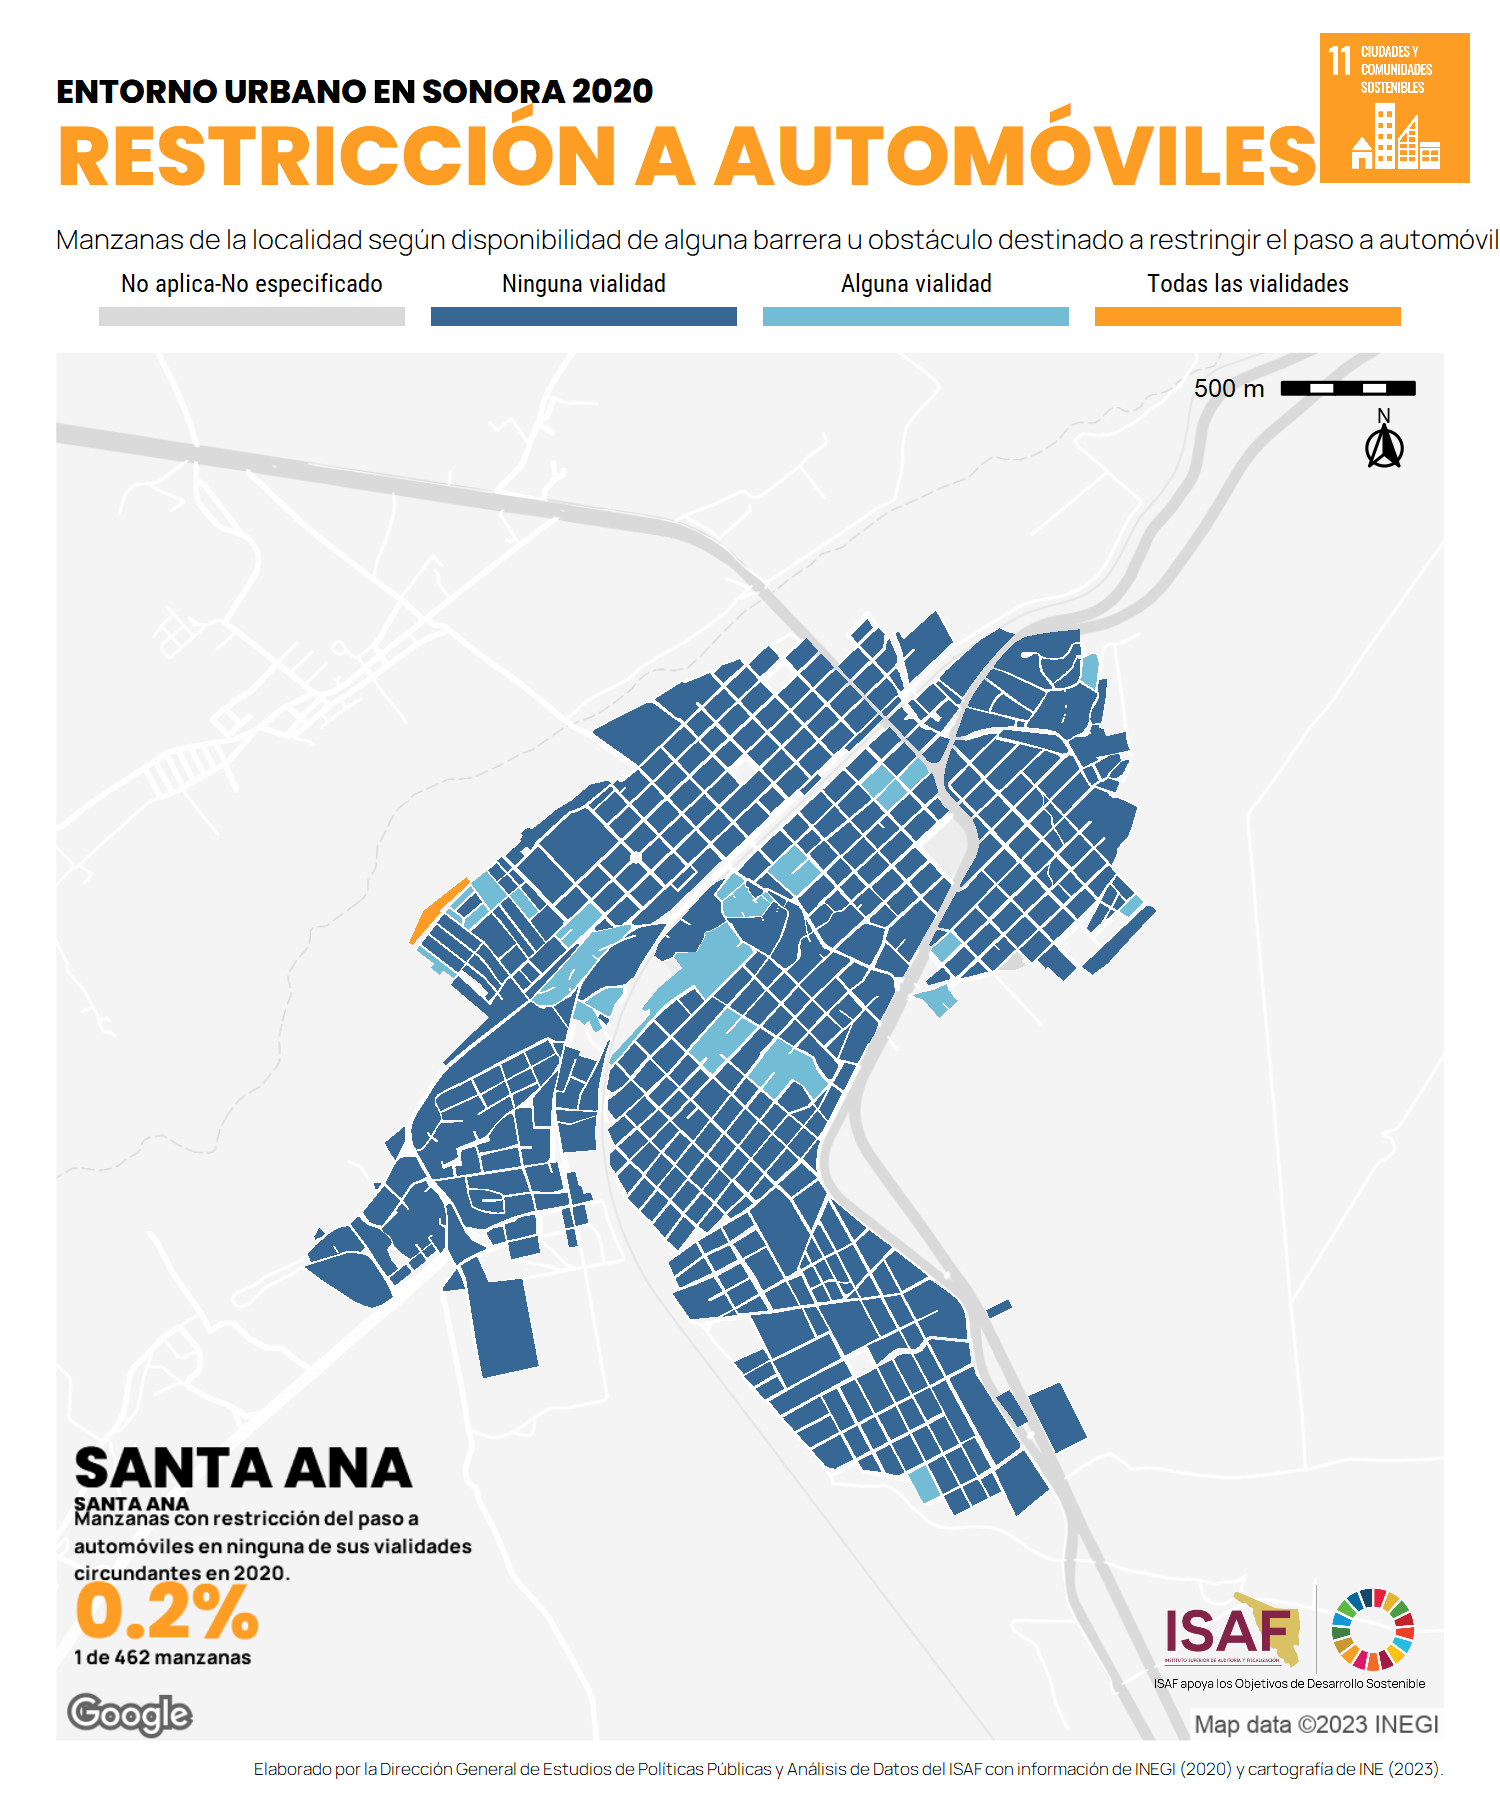 ENTORNO URBANO EN SONORA 2020
RESTRICCIÓN A AUTOMÓVILES
11 CIUDADES Y
COMUNIDADES
SOSTENIBLES
Manzanas de la localidad según disponibilidad de alguna barrera u obstáculo destinado a restringir el paso a automóvil
No aplica-No especificado
Ninguna vialidad
Alguna vialidad
Todas las vialidades
500 m
N
SANTA ANA
SANTA ANA
Manzanas con restricción del paso a
automóviles en ninguna de sus vialidades
circundantes en 2020.
0.2%
1 de 462 manzanas
ISAF
INSTITUTO SUPERIOR DE AUDITORÍA Y FISCALIZACIÓN
ISAF apoya los Objetivos de Desarrollo Sostenible
Google
Map data ©2023 INEGI
Elaborado por la Dirección General de Estudios de Políticas Públicas y Análisis de Datos del ISAF con información de INEGI (2020) y cartografía de INE (2023).